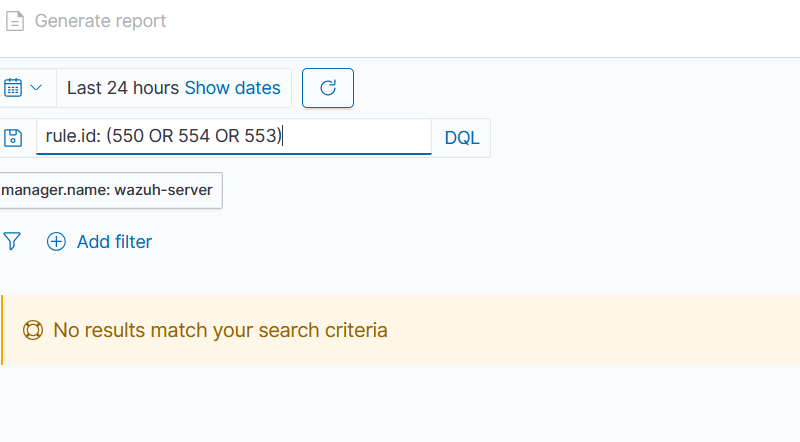 Generate report
Last 24 hours Show dates
rule.id: (550 OR 554 OR 553) DQL
manager.name: wazuh-server
Add filter
No results match your search criteria